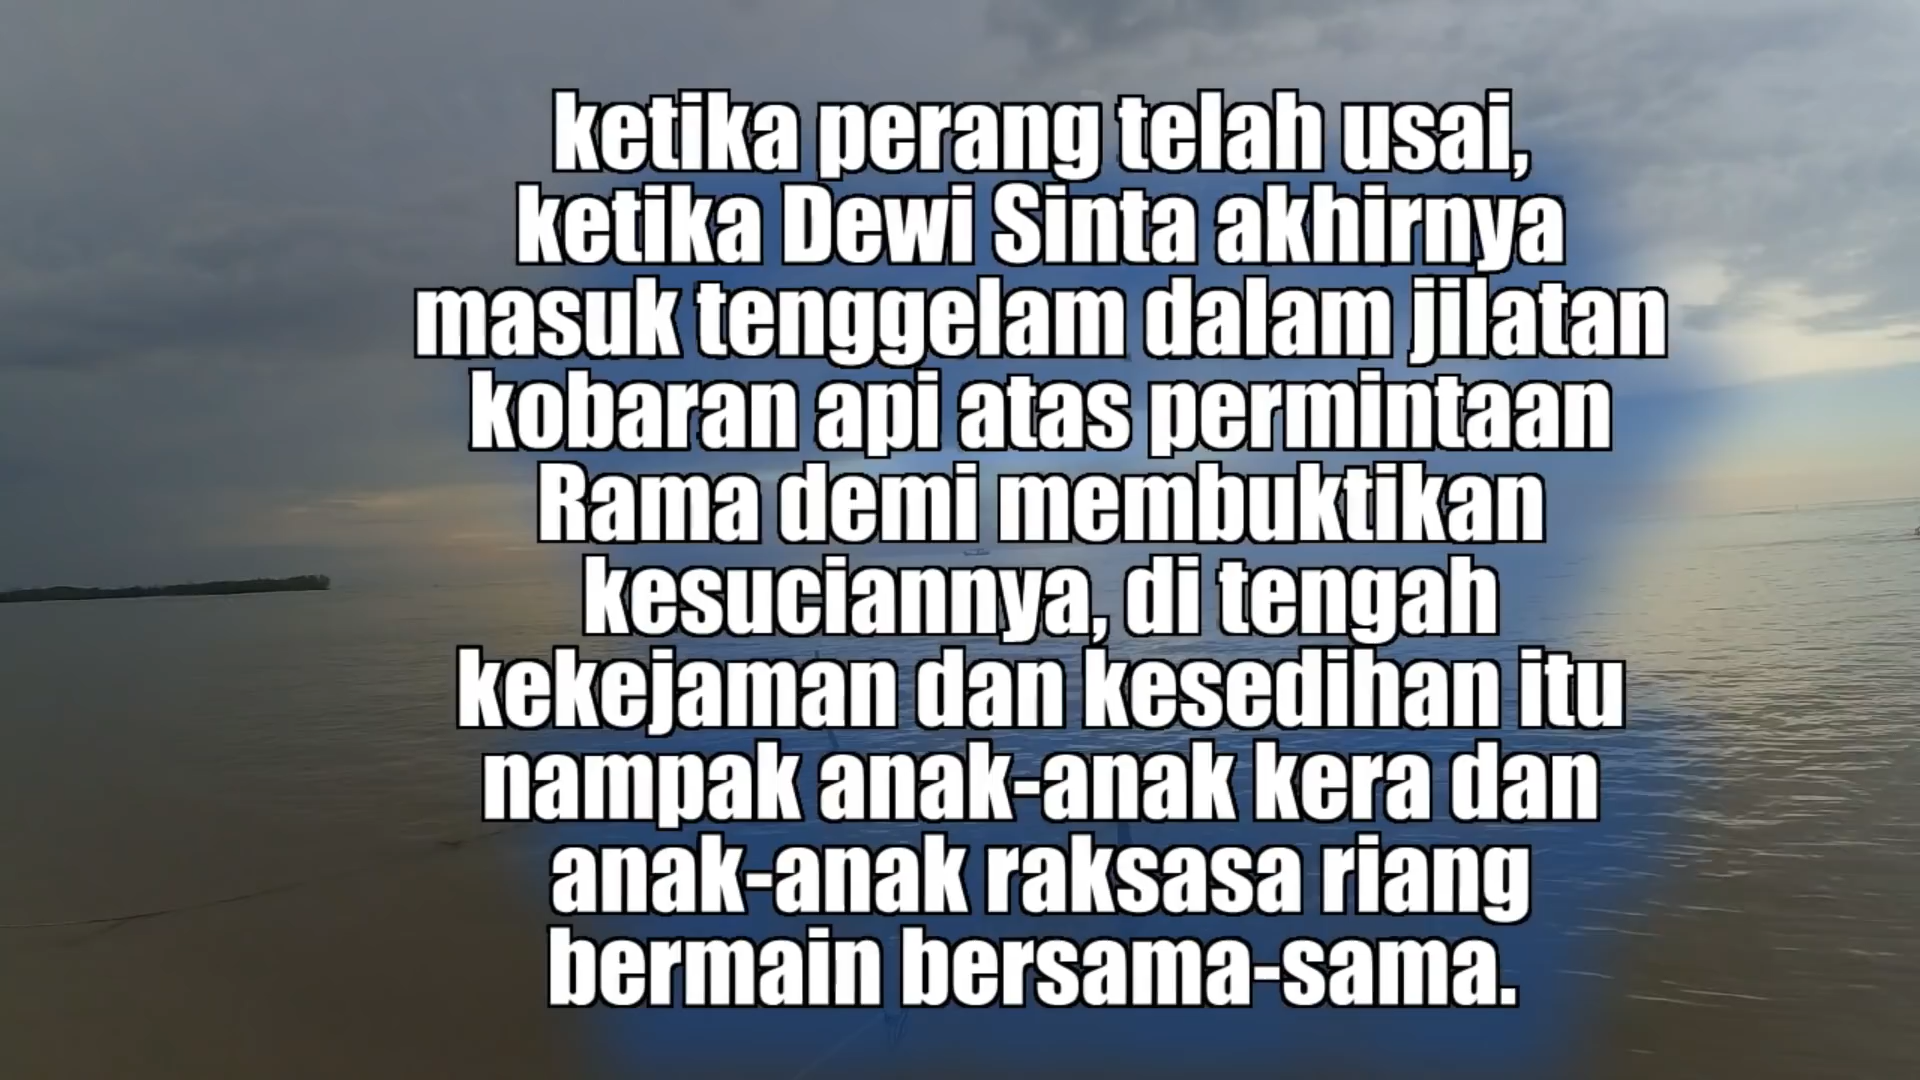 ketika perang telah usai,
ketika Dewi Sinta akhirnya
masuk tenggelam dalam jilatan
kobaran api atas permintaan
Rama demi membuktikan
kesuciannya, di tengah
kekejaman dan kesedihan itu
nampak anak-anak kera dan
anak-anak raksasa riang
bermain bersama-sama.